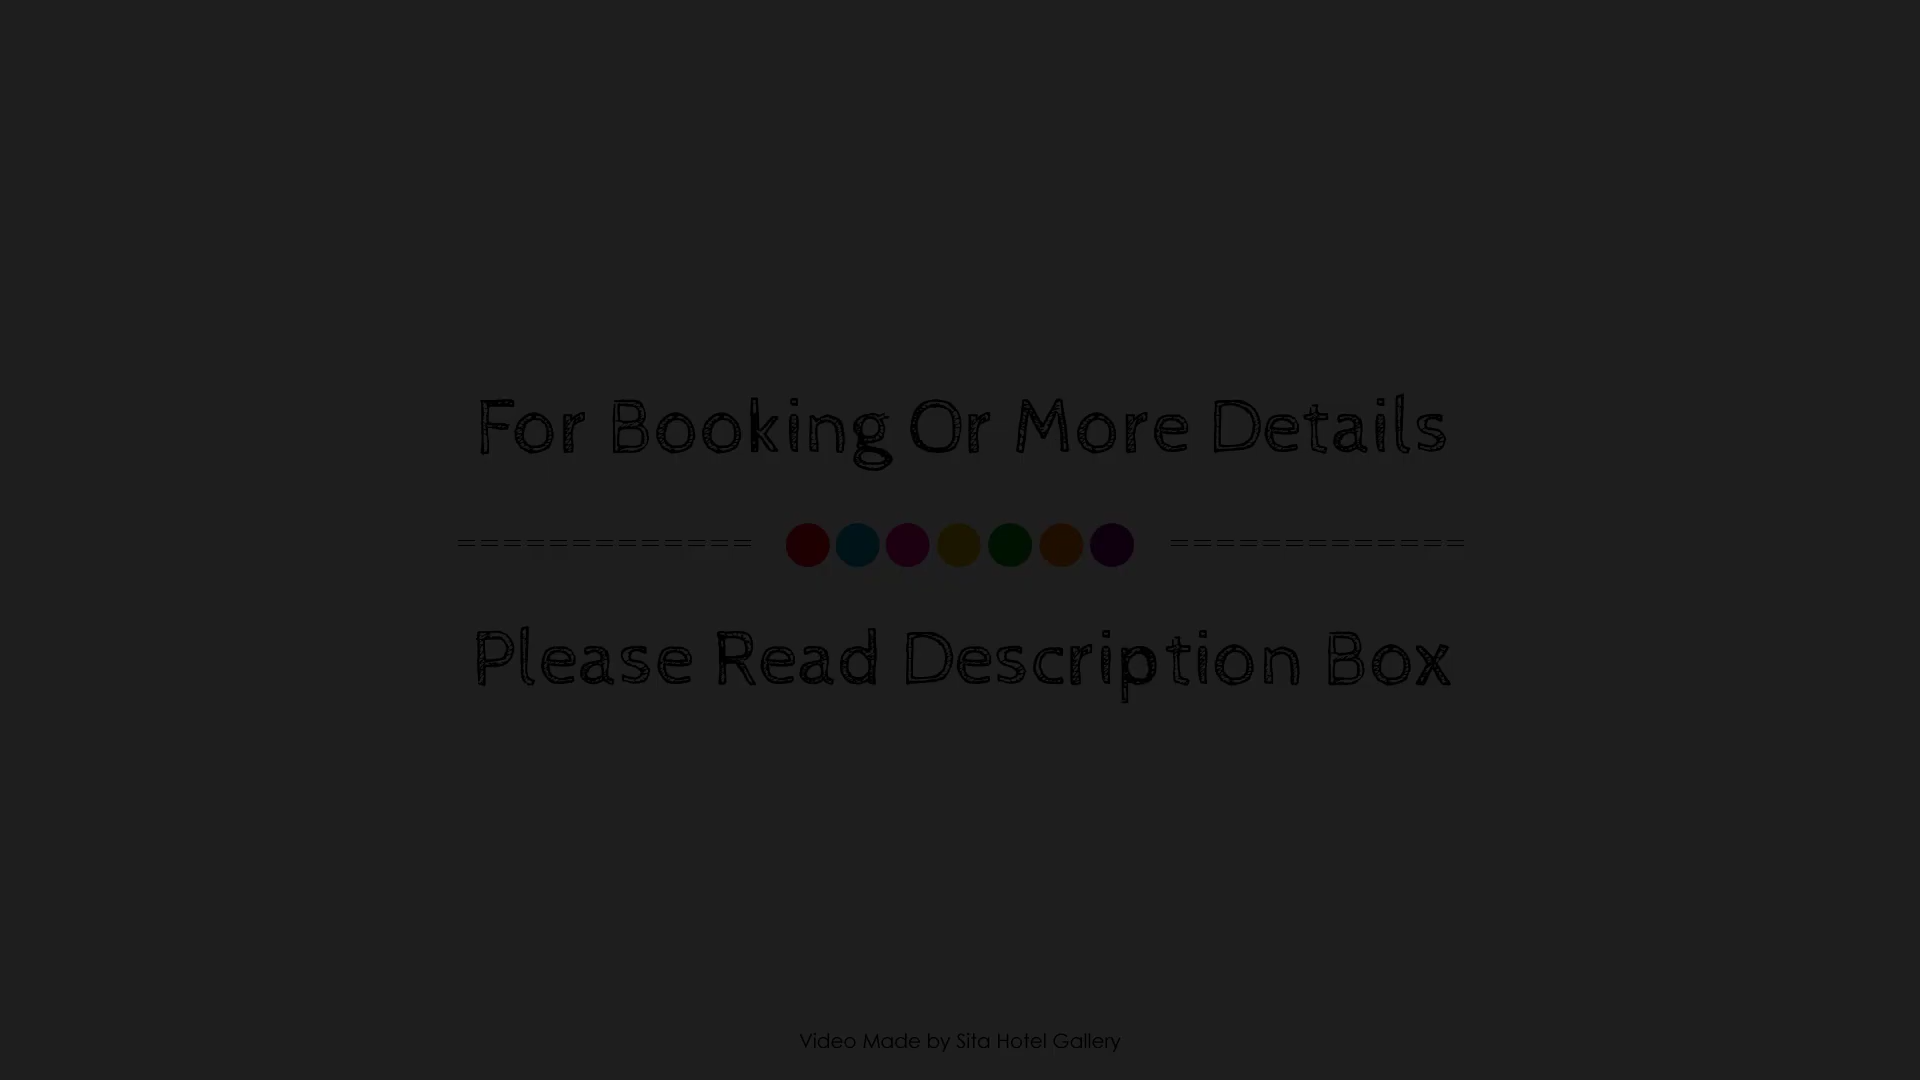 For Booking Or More Details
============= =============
Please Read Description Box
Video Made by Sita Hotel Gallery